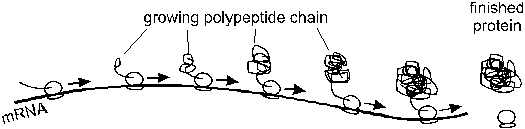 growing polypeptide chain
finished
protein
mRNA